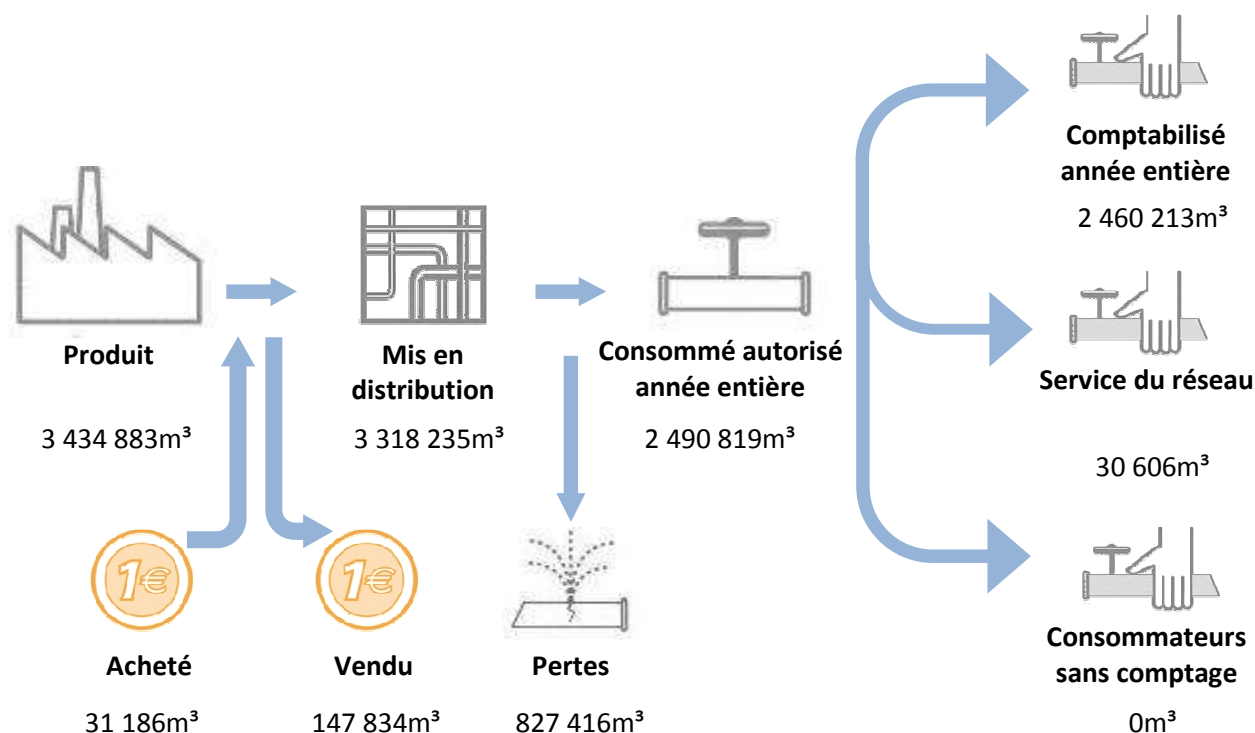 Produit
3 434 883m³
Mis en
distribution
3 318 235m³
Consommé autorisé
année entière
2 490 819m³
Comptabilisé
année entière
2 460 213m³
Service du réseau
30 606m³
Consommateurs
sans comptage
0m³
1€
Acheté
31 186m³
1€
Vendu
147 834m³
Pertes
827 416m³